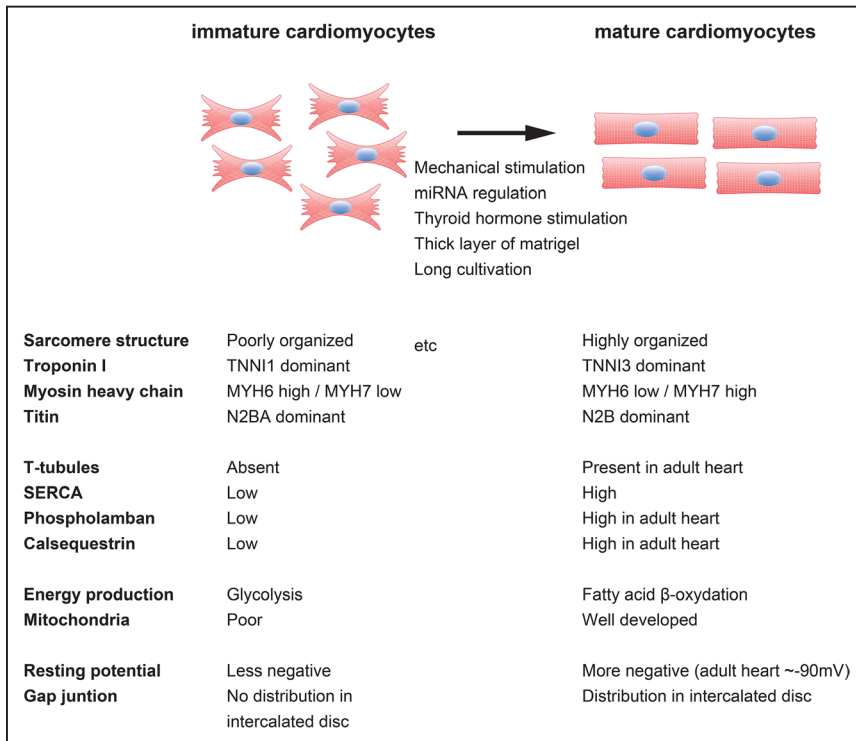 immature cardiomyocytes mature cardiomyocytes
Mechanical stimulation
miRNA regulation
Thyroid hormone stimulation
Thick layer of matrigel
Long cultivation
etc
Sarcomere structure Poorly organized Highly organized
Troponin I TNNI1 dominant TNNI3 dominant
Myosin heavy chain MYH6 high / MYH7 low MYH6 low / MYH7 high
Titin N2BA dominant N2B dominant
T-tubules Absent Present in adult heart
SERCA Low High
Phospholamban Low High in adult heart
Calsequestrin Low High in adult heart
Energy production Glycolysis Fatty acid β-oxydation
Mitochondria Poor Well developed
Resting potential Less negative More negative (adult heart ~-90mV)
Gap juntion No distribution in Distribution in intercalated disc
intercalated disc